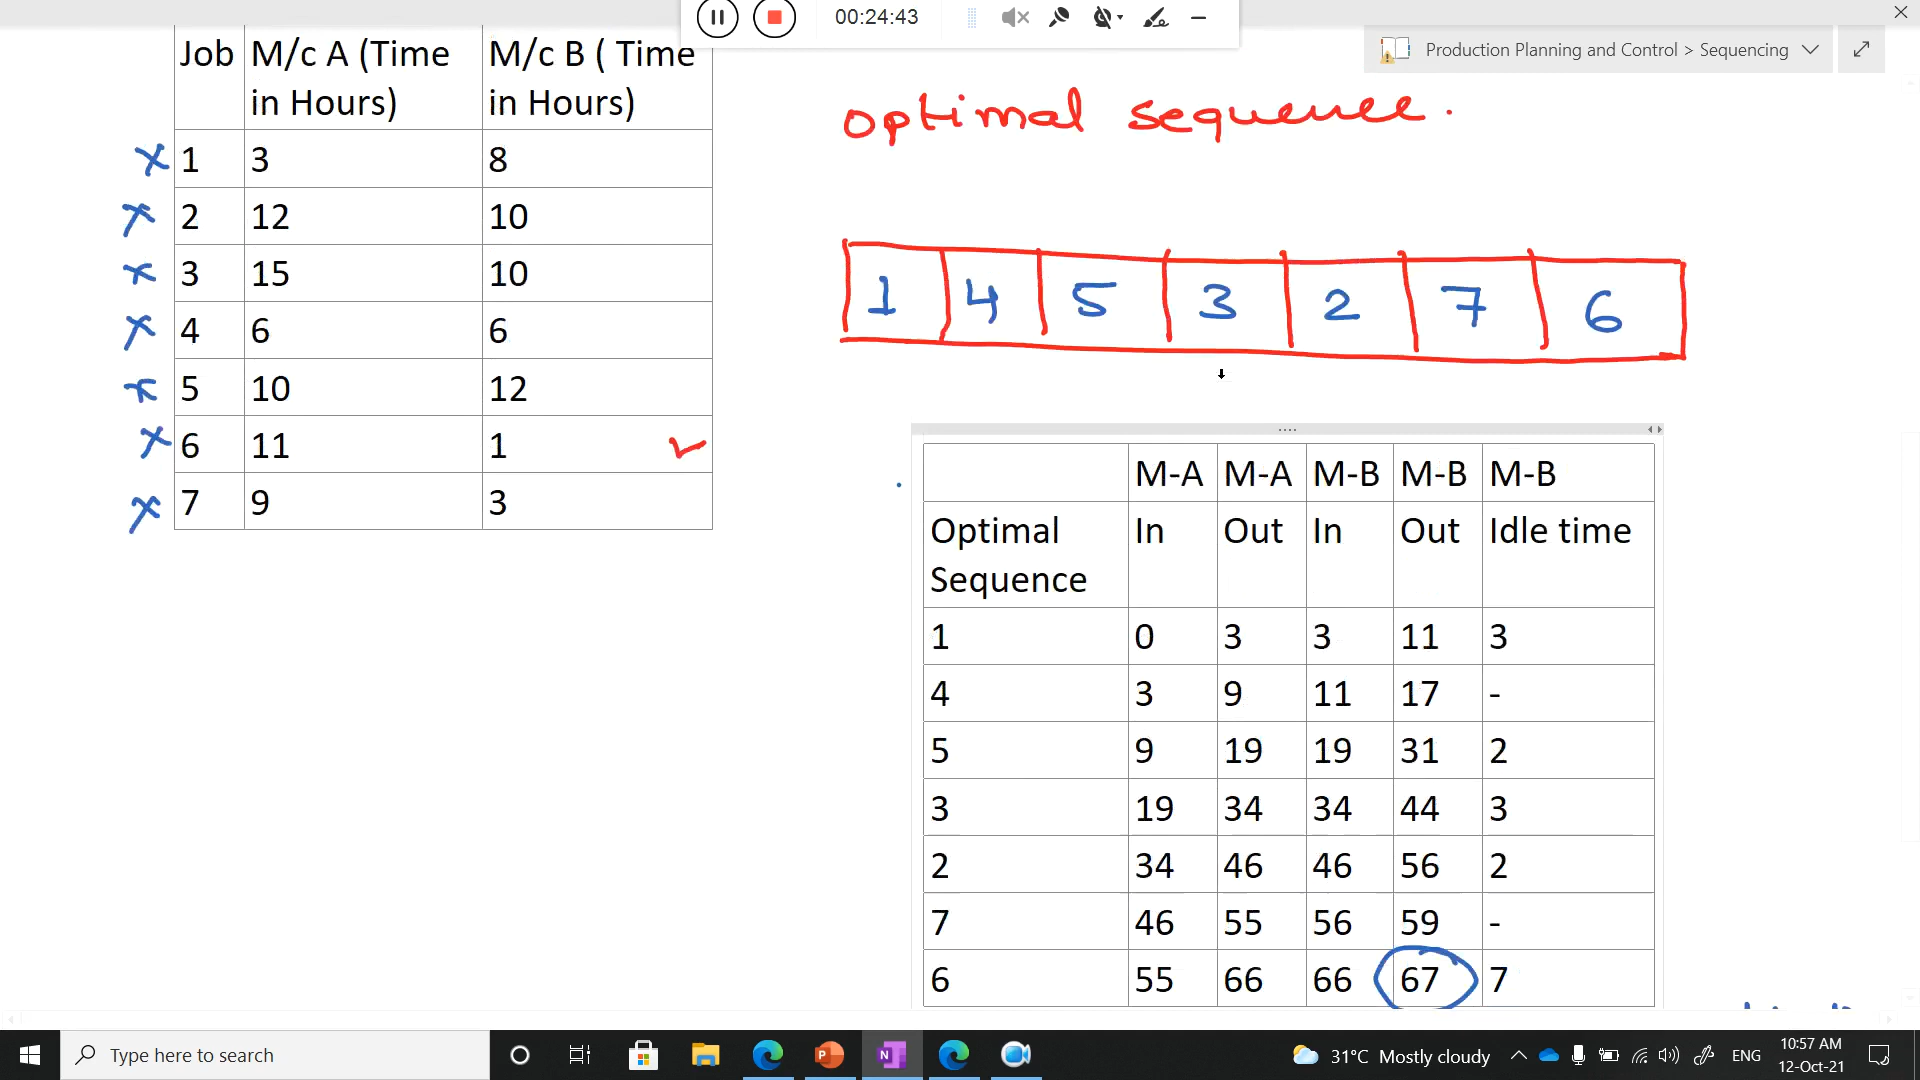 00:24:43
Production Planning and Control > Sequencing
Job M/c A (Time in Hours) M/c B ( Time in Hours)
x 1 3 8
x 2 12 10
x 3 15 10
x 4 6 6
x 5 10 12
x 6 11 1 ✓
x 7 9 3
optimal sequence.
1 4 5 3 2 7 6
M-A M-A M-B M-B M-B
Optimal Sequence In Out In Out Idle time
1 0 3 3 11 3
4 3 9 11 17 -
5 9 19 19 31 2
3 19 34 34 44 3
2 34 46 46 56 2
7 46 55 56 59 -
6 55 66 66 67 7
Type here to search
31°C Mostly cloudy
ENG
10:57 AM
12-Oct-21